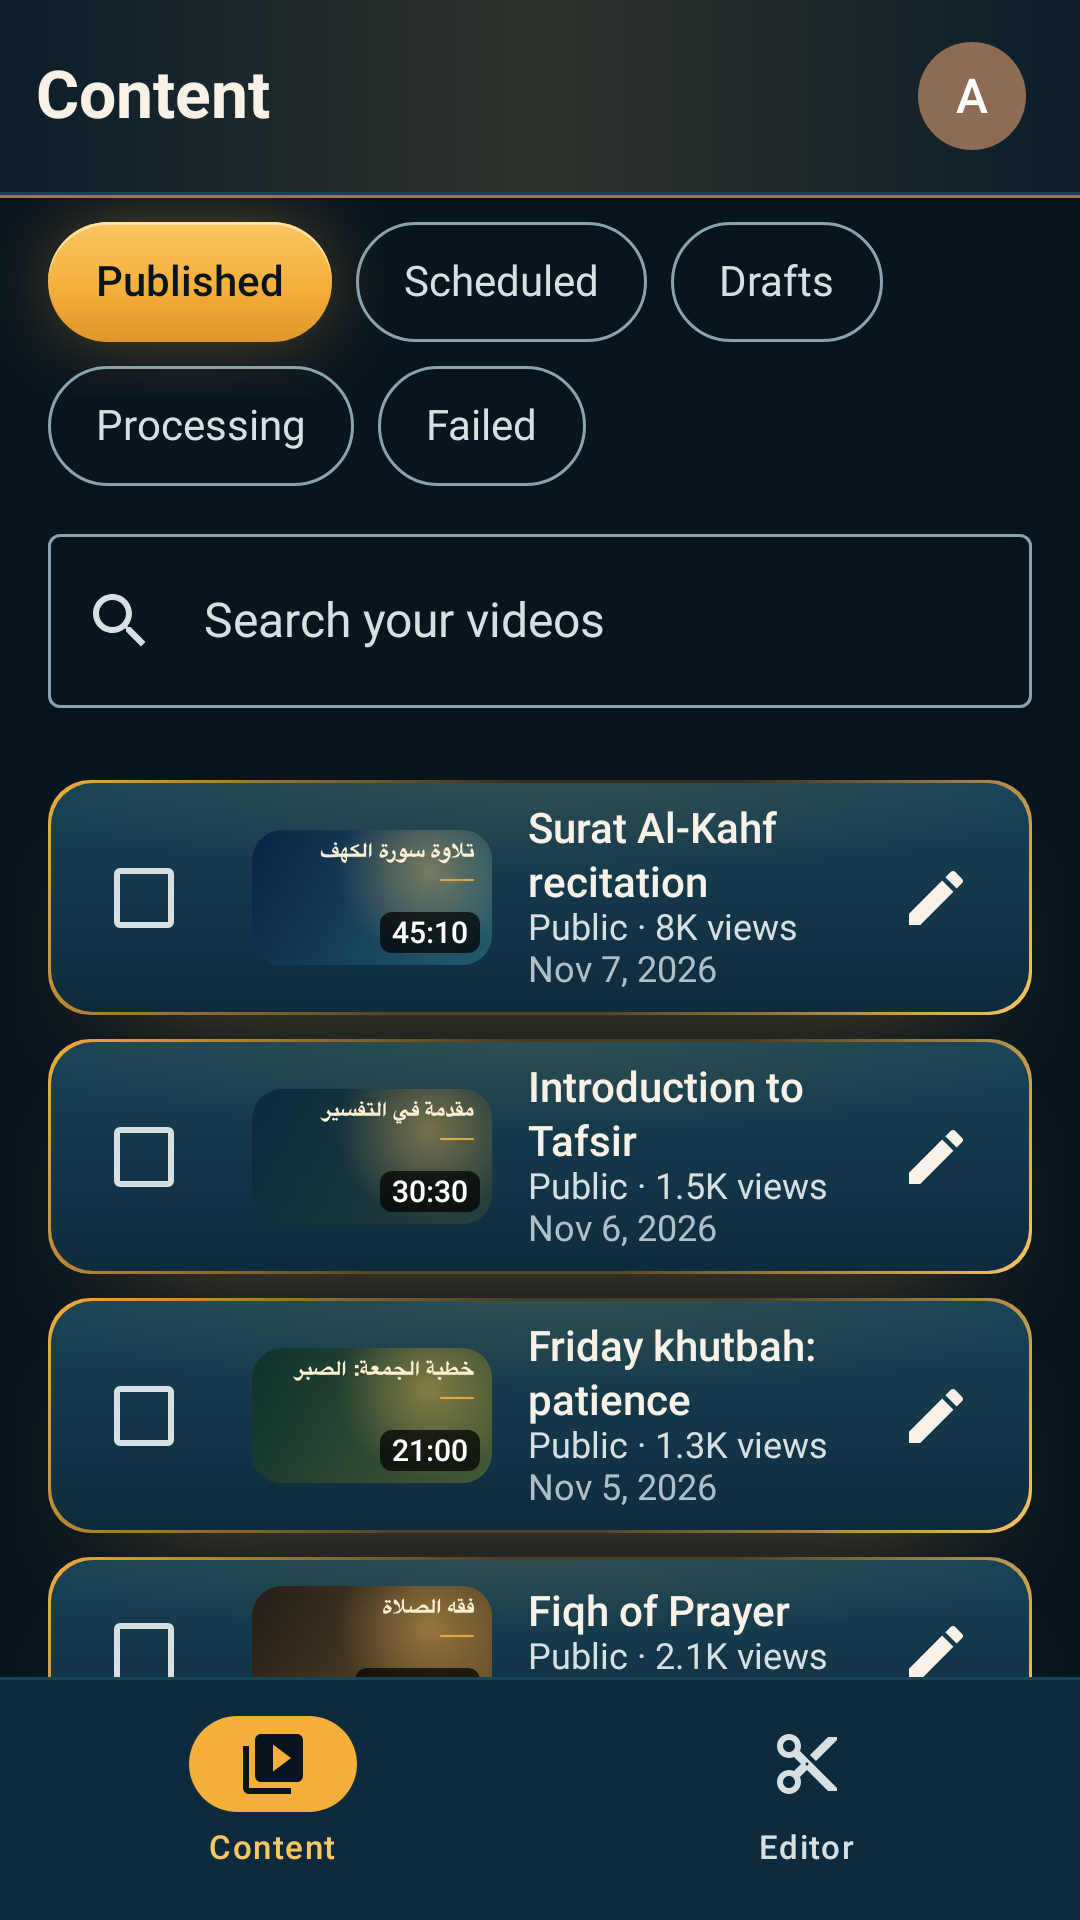 Content
A
Published
Scheduled
Drafts
Processing
Failed
Search your videos
تلاوة سورة الكهف
45:10
Surat Al-Kahf
recitation
Public · 8K views
Nov 7, 2026
مقدمة في التفسير
30:30
Introduction to
Tafsir
Public · 1.5K views
Nov 6, 2026
خطبة الجمعة: الصبر
21:00
Friday khutbah:
patience
Public · 1.3K views
Nov 5, 2026
فقه الصلاة
Fiqh of Prayer
Public · 2.1K views
Content
Editor